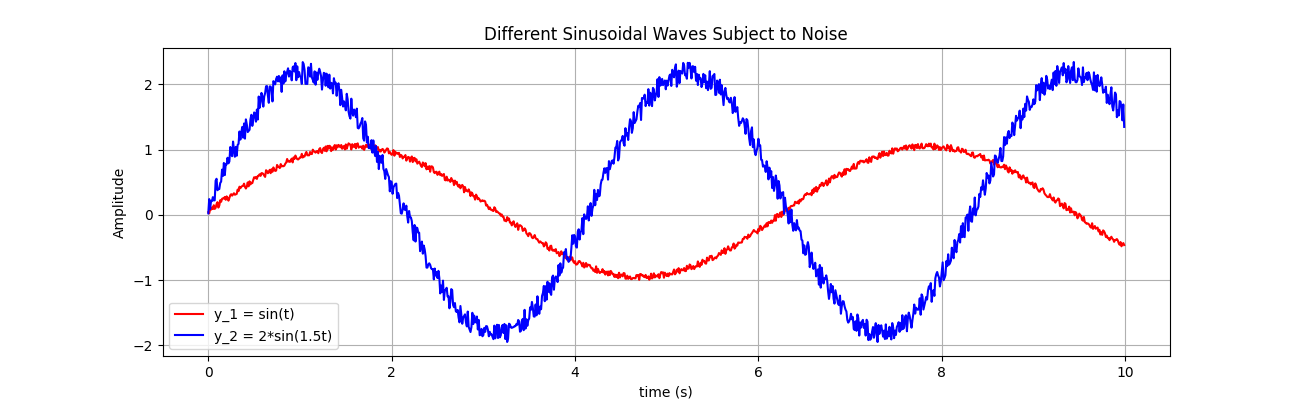 Different Sinusoidal Waves Subject to Noise
Amplitude
2
1
0
−1
−2
y_1 = sin(t)
y_2 = 2*sin(1.5t)
0 2 4 6 8 10
time (s)